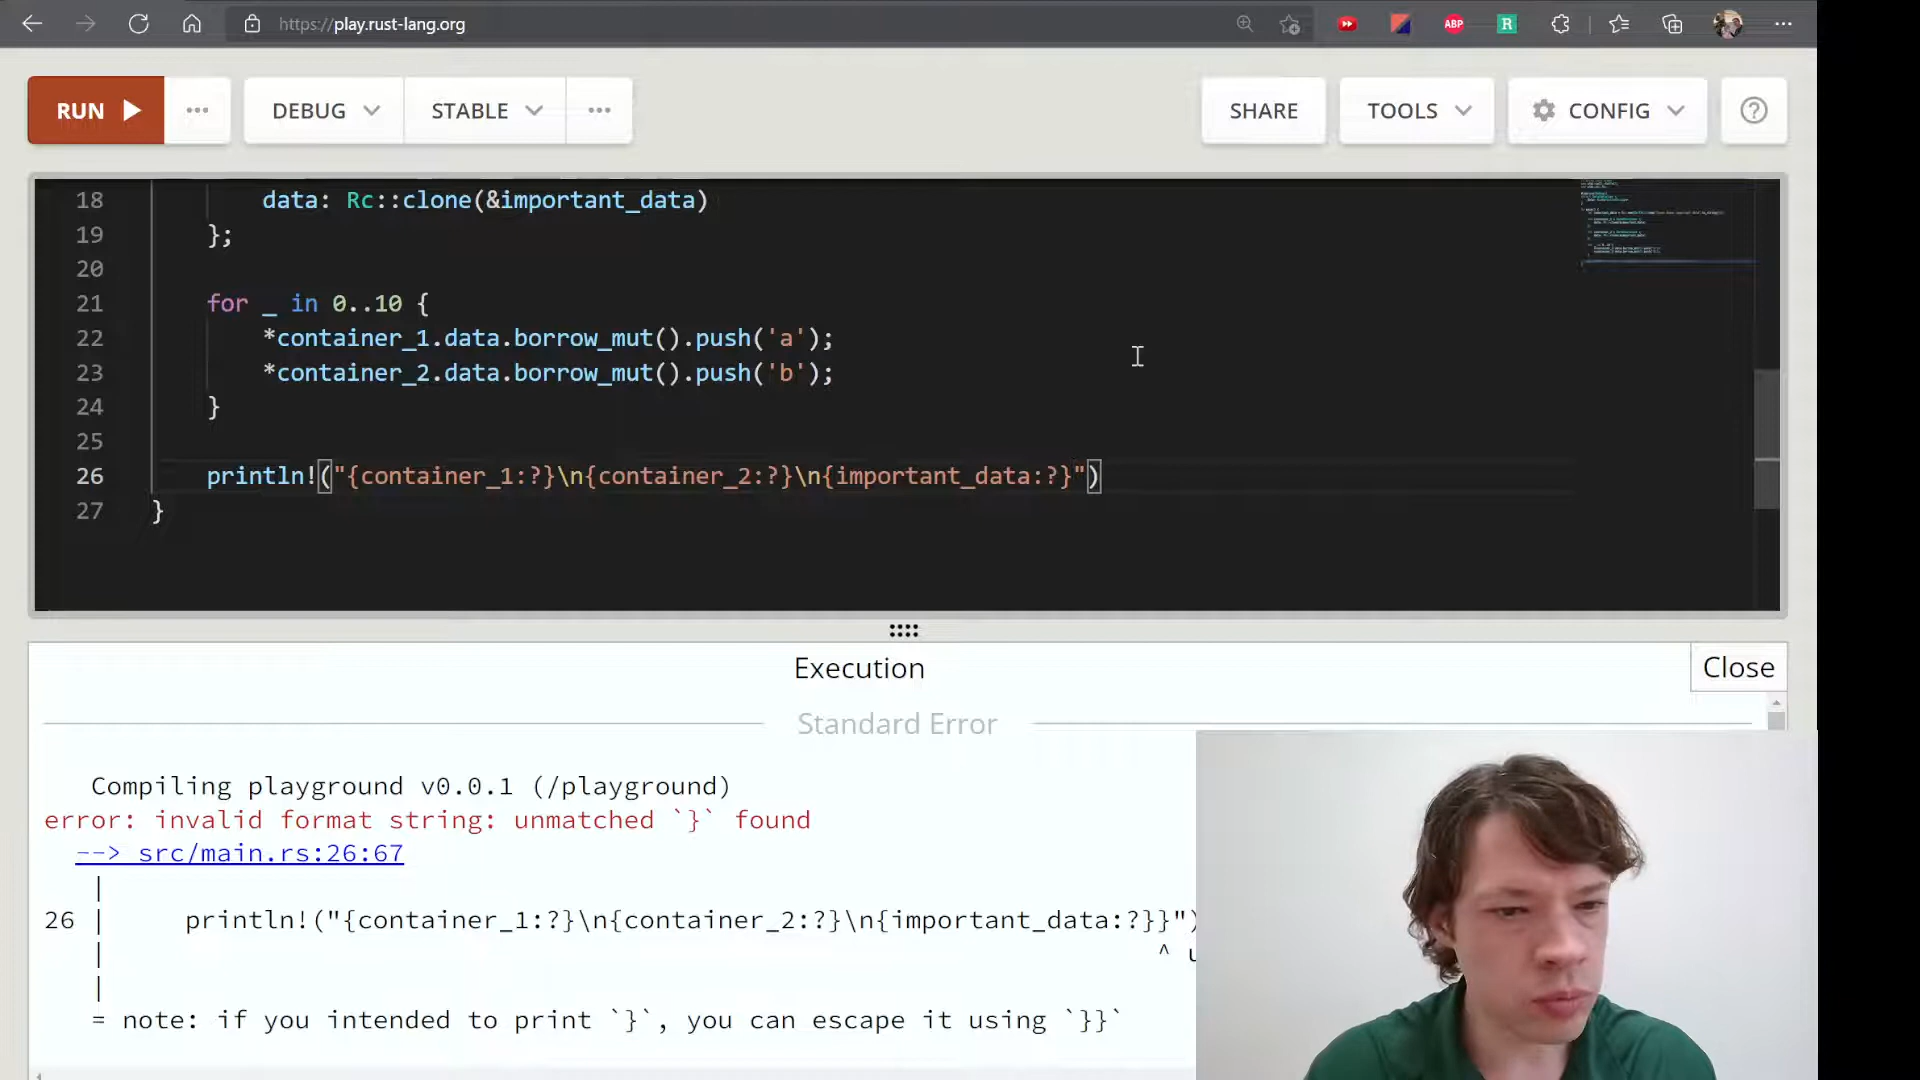 https://play.rust-lang.org
ABP
R
RUN
DEBUG
STABLE
SHARE
TOOLS
CONFIG
18 data: Rc::clone(&important_data)
19 };
20
21 for _ in 0..10 {
22 *container_1.data.borrow_mut().push('a');
23 *container_2.data.borrow_mut().push('b');
24 }
25
26 println!("{container_1:?}\n{container_2:?}\n{important_data:?}")
27 }
Execution
Close
Standard Error
Compiling playground v0.0.1 (/playground)
error: invalid format string: unmatched `}` found
--> src/main.rs:26:67
|
26 | println!("{container_1:?}\n{container_2:?}\n{important_data:?}}")
| ^ u
|
= note: if you intended to print `}`, you can escape it using `}}`